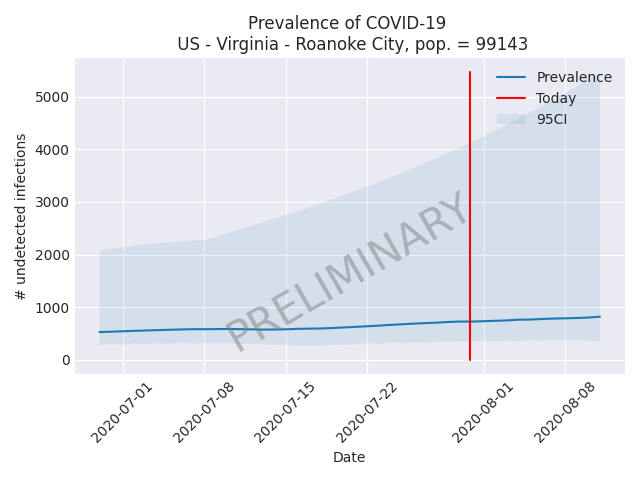 Prevalence of COVID-19
US - Virginia - Roanoke City, pop. = 99143
Prevalence
Today
95CI
# undetected infections
5000
4000
3000
2000
1000
0
PRELIMINARY
2020-07-01
2020-07-08
2020-07-15
2020-07-22
2020-08-01
2020-08-08
Date